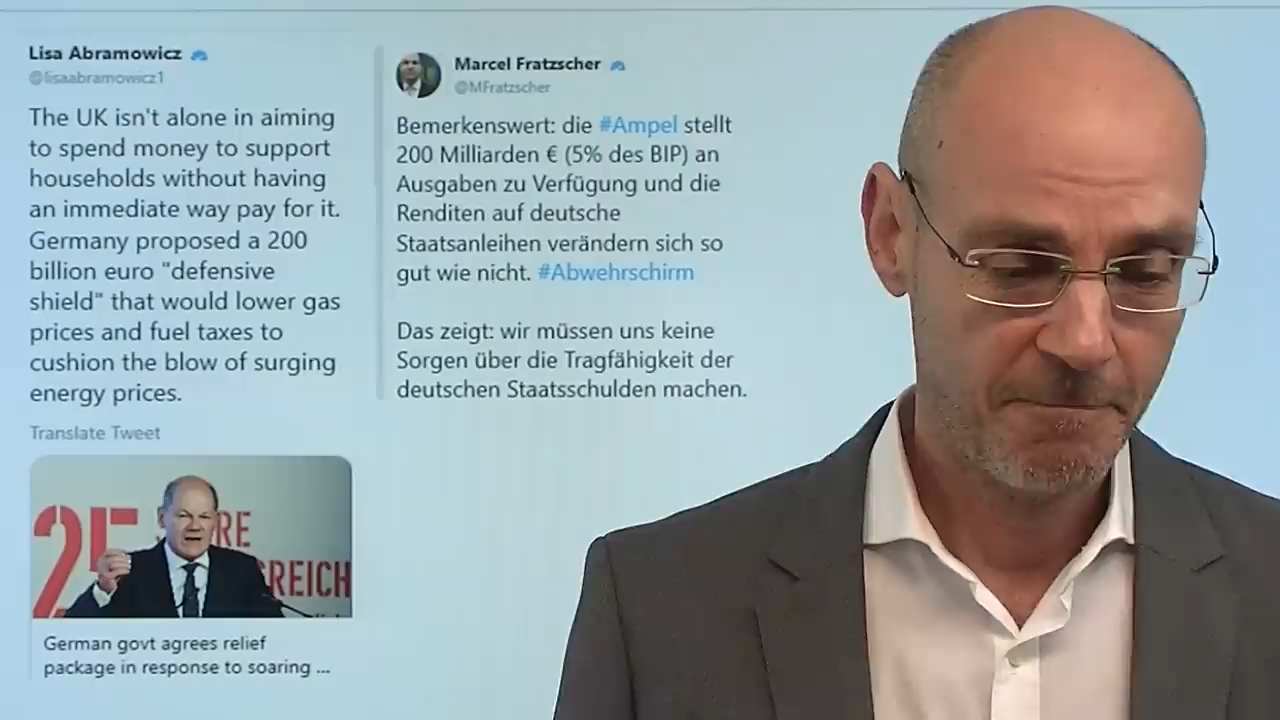 Lisa Abramowicz
@lisaabramowicz1
The UK isn't alone in aiming
to spend money to support
households without having
an immediate way pay for it.
Germany proposed a 200
billion euro "defensive
shield" that would lower gas
prices and fuel taxes to
cushion the blow of surging
energy prices.
Translate Tweet
25 RE
REICH
German govt agrees relief
package in response to soaring ...
Marcel Fratzscher
@MFratzscher
Bemerkenswert: die #Ampel stellt
200 Milliarden € (5% des BIP) an
Ausgaben zu Verfügung und die
Renditen auf deutsche
Staatsanleihen verändern sich so
gut wie nicht. #Abwehrschirm
Das zeigt: wir müssen uns keine
Sorgen über die Tragfähigkeit der
deutschen Staatsschulden machen.